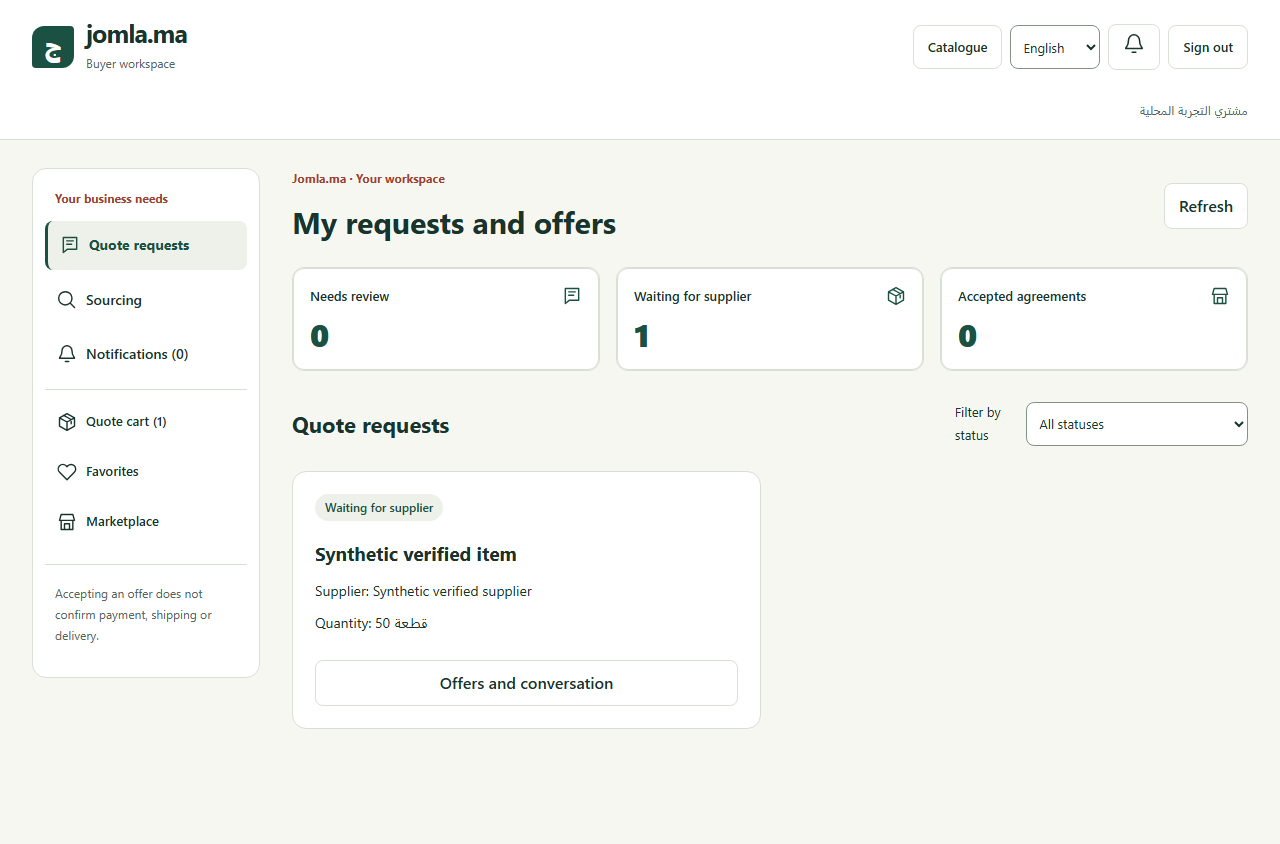 ج
jomla.ma
Buyer workspace
Catalogue
English
Sign out
مشتري التجربة المحلية
Your business needs
Quote requests
Sourcing
Notifications (0)
Quote cart (1)
Favorites
Marketplace
Accepting an offer does not
confirm payment, shipping or
delivery.
Jomla.ma · Your workspace
My requests and offers
Refresh
Needs review
0
Waiting for supplier
1
Accepted agreements
0
Quote requests
Filter by
status
All statuses
Waiting for supplier
Synthetic verified item
Supplier: Synthetic verified supplier
Quantity: 50 قطعة
Offers and conversation